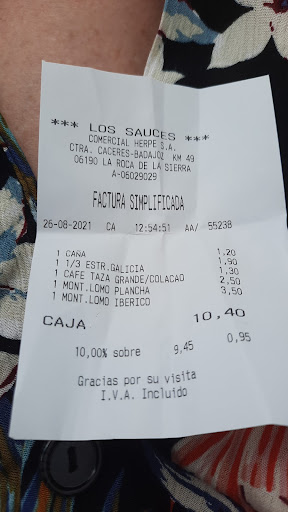 *** LOS SAUCES ***
COMERCIAL HERPE S.A.
CTRA. CACERES-BADAJOZ KM 49
06190 LA ROCA DE LA SIERRA
A-06029029
FACTURA SIMPLIFICADA
26-08-2021 CA 12:54:51 AA/ 55238
1 CAÑA 1,20
1 1/3 ESTR.GALICIA 1,90
1 CAFE TAZA GRANDE/COLACAO 1,30
1 MONT.LOMO PLANCHA 2,50
1 MONT.LOMO IBERICO 3,50
CAJA 10,40
10,00% sobre 9,45 0,95
Gracias por su visita
I.V.A. Incluido